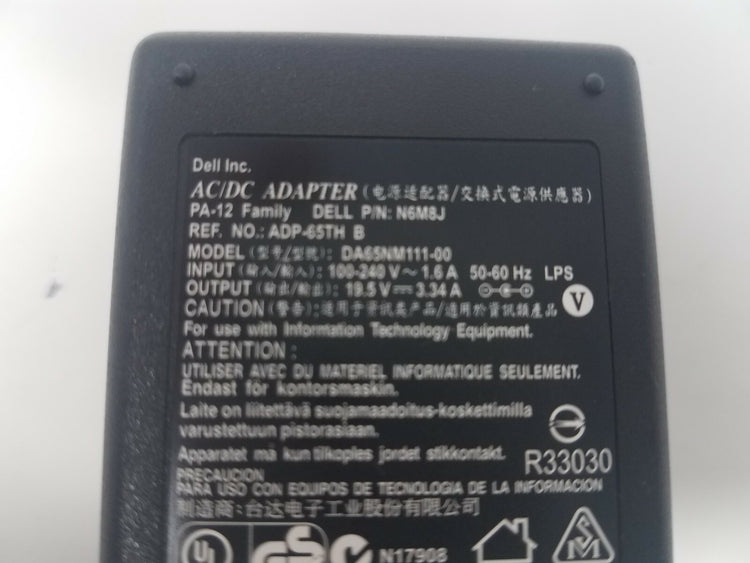 Dell Inc.
AC/DC ADAPTER (电源适配器/交換式電源供應器)
PA-12 Family DELL P/N: N6M8J
REF. NO.: ADP-65TH B
MODEL (型号/型號): DA65NM111-00
INPUT (输入/輸入): 100-240 V ~ 1.6 A 50-60 Hz LPS
OUTPUT (输出/輸出): 19.5 V ⎓ 3.34 A
CAUTION (警告): 适用于资讯类产品/適用於資訊類產品 V
For use with Information Technology Equipment.
ATTENTION :
UTILISER AVEC DU MATERIEL INFORMATIQUE SEULEMENT.
Endast för kontorsmaskin.
Laite on liitettävä suojamaadoitus-koskettimilla
varustettuun pistorasiaan.
Apparatet må kun tilkoples jordet stikkontakt.
R33030
PRECAUCION
PARA USO CON EQUIPOS DE TECNOLOGIA DE LA INFORMACION
制造商:台达电子工业股份有限公司
UL GS N17908